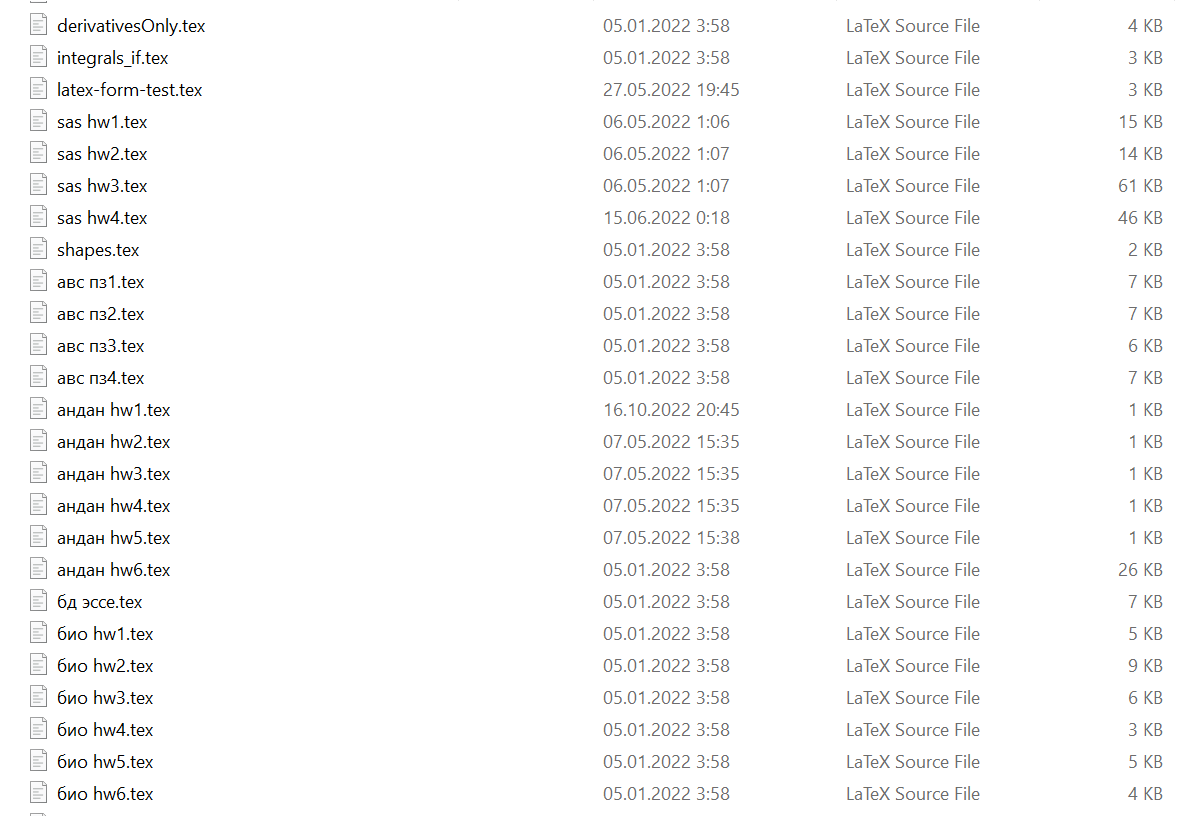 derivativesOnly.tex 05.01.2022 3:58 LaTeX Source File 4 KB
integrals_if.tex 05.01.2022 3:58 LaTeX Source File 3 KB
latex-form-test.tex 27.05.2022 19:45 LaTeX Source File 3 KB
sas hw1.tex 06.05.2022 1:06 LaTeX Source File 15 KB
sas hw2.tex 06.05.2022 1:07 LaTeX Source File 14 KB
sas hw3.tex 06.05.2022 1:07 LaTeX Source File 61 KB
sas hw4.tex 15.06.2022 0:18 LaTeX Source File 46 KB
shapes.tex 05.01.2022 3:58 LaTeX Source File 2 KB
авс пз1.tex 05.01.2022 3:58 LaTeX Source File 7 KB
авс пз2.tex 05.01.2022 3:58 LaTeX Source File 7 KB
авс пз3.tex 05.01.2022 3:58 LaTeX Source File 6 KB
авс пз4.tex 05.01.2022 3:58 LaTeX Source File 7 KB
андан hw1.tex 16.10.2022 20:45 LaTeX Source File 1 KB
андан hw2.tex 07.05.2022 15:35 LaTeX Source File 1 KB
андан hw3.tex 07.05.2022 15:35 LaTeX Source File 1 KB
андан hw4.tex 07.05.2022 15:35 LaTeX Source File 1 KB
андан hw5.tex 07.05.2022 15:38 LaTeX Source File 1 KB
андан hw6.tex 05.01.2022 3:58 LaTeX Source File 26 KB
бд эссе.tex 05.01.2022 3:58 LaTeX Source File 7 KB
био hw1.tex 05.01.2022 3:58 LaTeX Source File 5 KB
био hw2.tex 05.01.2022 3:58 LaTeX Source File 9 KB
био hw3.tex 05.01.2022 3:58 LaTeX Source File 6 KB
био hw4.tex 05.01.2022 3:58 LaTeX Source File 3 KB
био hw5.tex 05.01.2022 3:58 LaTeX Source File 5 KB
био hw6.tex 05.01.2022 3:58 LaTeX Source File 4 KB